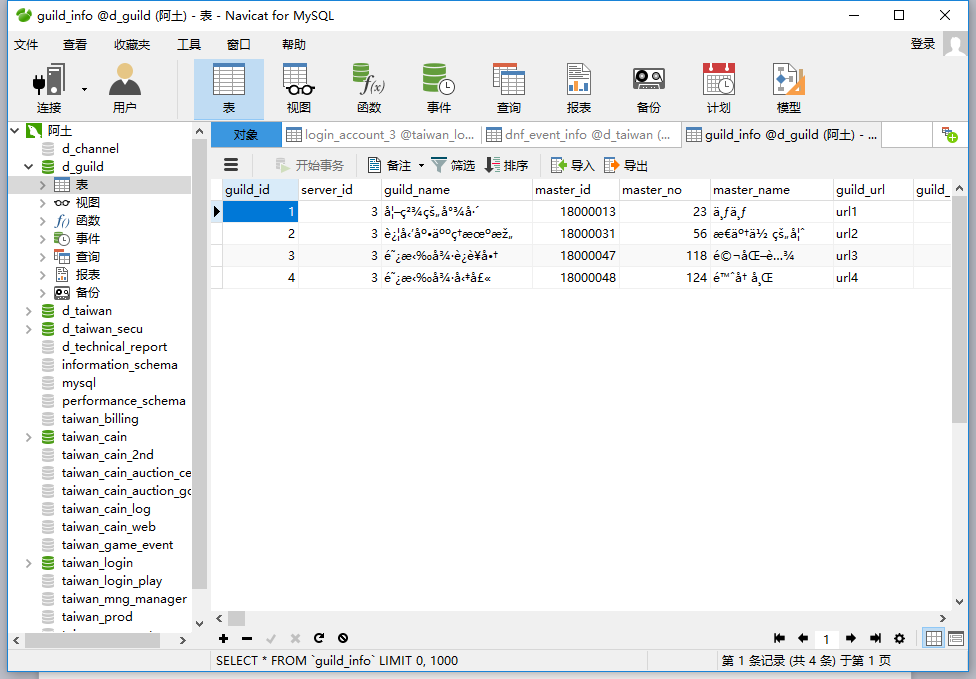 guild_info @d_guild (阿土) - 表 - Navicat for MySQL
文件 查看 收藏夹 工具 窗口 帮助 登录
连接 用户 表 视图 函数 事件 查询 报表 备份 计划 模型
阿土
d_channel
d_guild
表
视图
函数
事件
查询
报表
备份
d_taiwan
d_taiwan_secu
d_technical_report
information_schema
mysql
performance_schema
taiwan_billing
taiwan_cain
taiwan_cain_2nd
taiwan_cain_auction_ce
taiwan_cain_auction_go
taiwan_cain_log
taiwan_cain_web
taiwan_game_event
taiwan_login
taiwan_login_play
taiwan_mng_manager
taiwan_prod
对象 login_account_3 @taiwan_lo... dnf_event_info @d_taiwan (... guild_info @d_guild (阿土) - ...
开始事务 备注 筛选 排序 导入 导出
guild_id server_id guild_name master_id master_no master_name guild_url guild_
1 3 18000013 23 url1
2 3 18000031 56 url2
3 3 18000047 118 url3
4 3 18000048 124 url4
1
SELECT * FROM `guild_info` LIMIT 0, 1000 第 1 条记录 (共 4 条) 于第 1 页